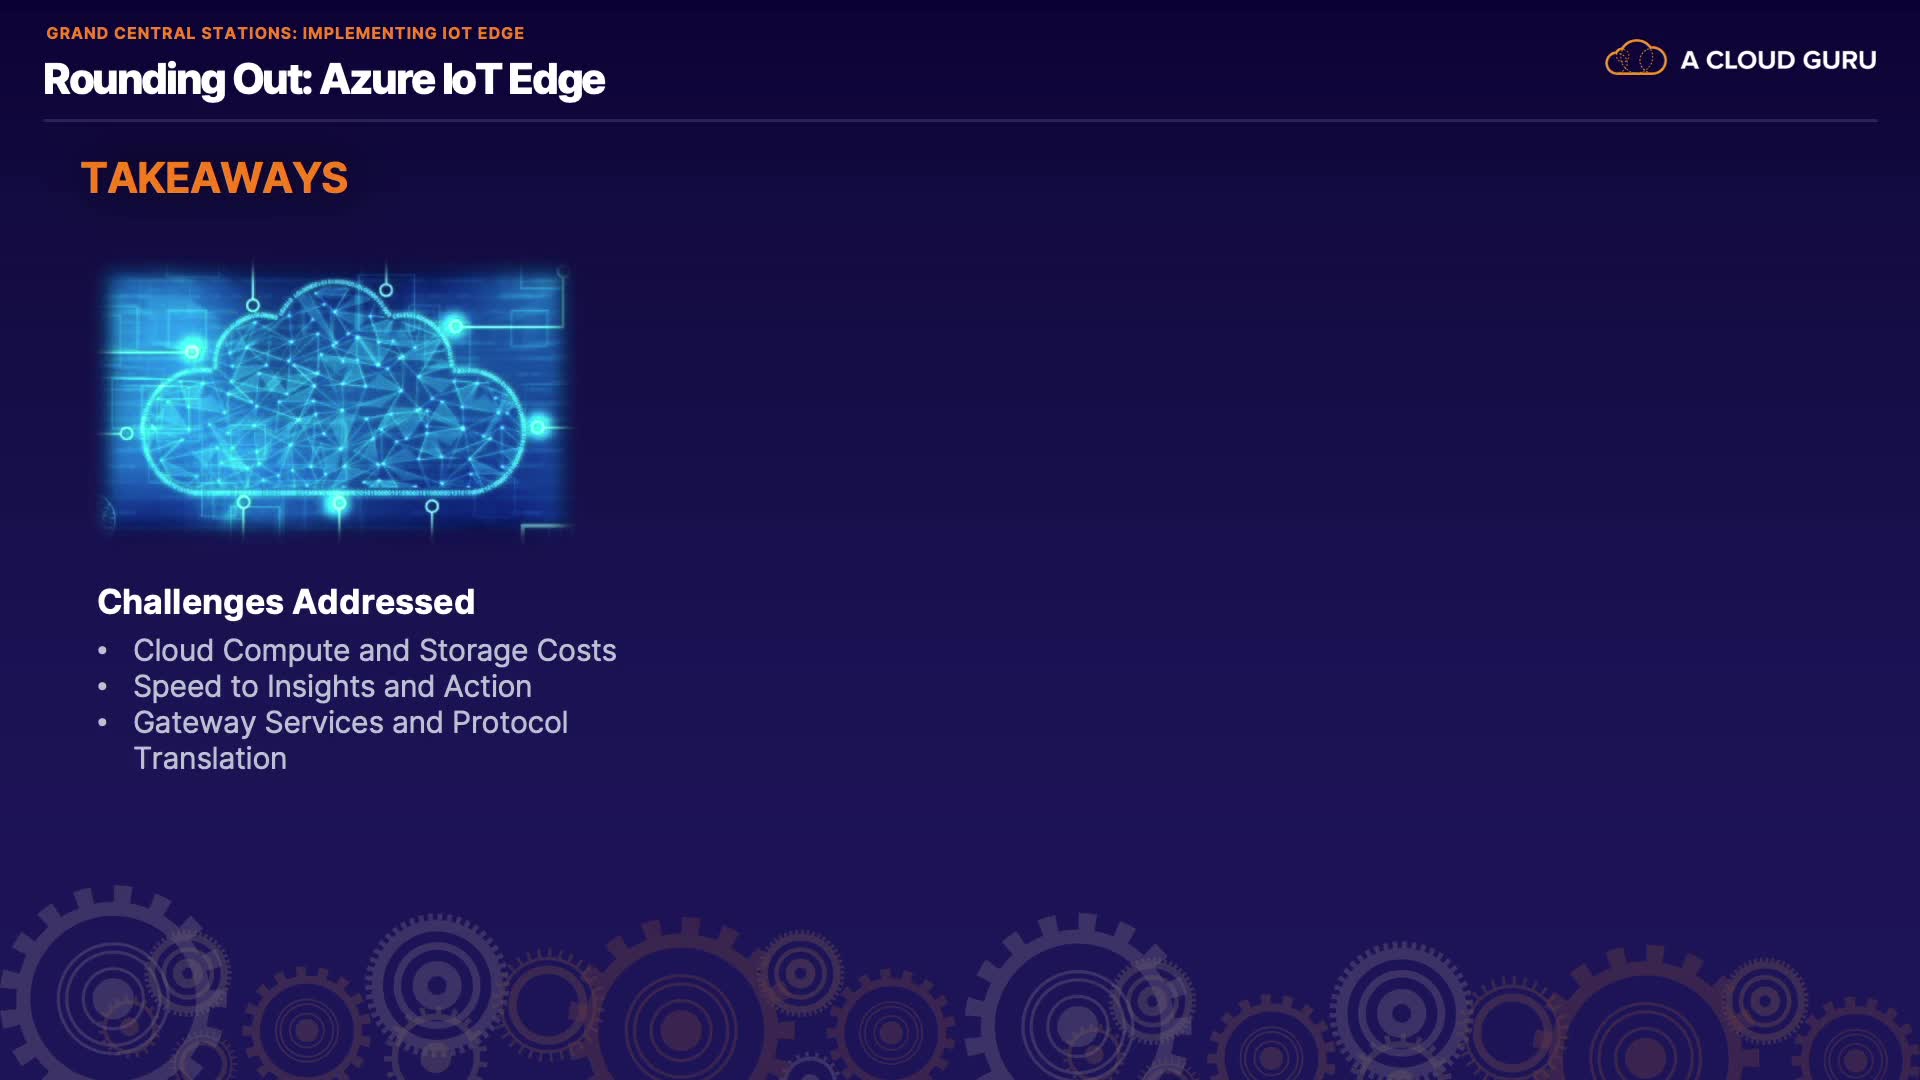 GRAND CENTRAL STATIONS: IMPLEMENTING IOT EDGE
Rounding Out: Azure IoT Edge
A CLOUD GURU
TAKEAWAYS
Challenges Addressed
• Cloud Compute and Storage Costs
• Speed to Insights and Action
• Gateway Services and Protocol
Translation